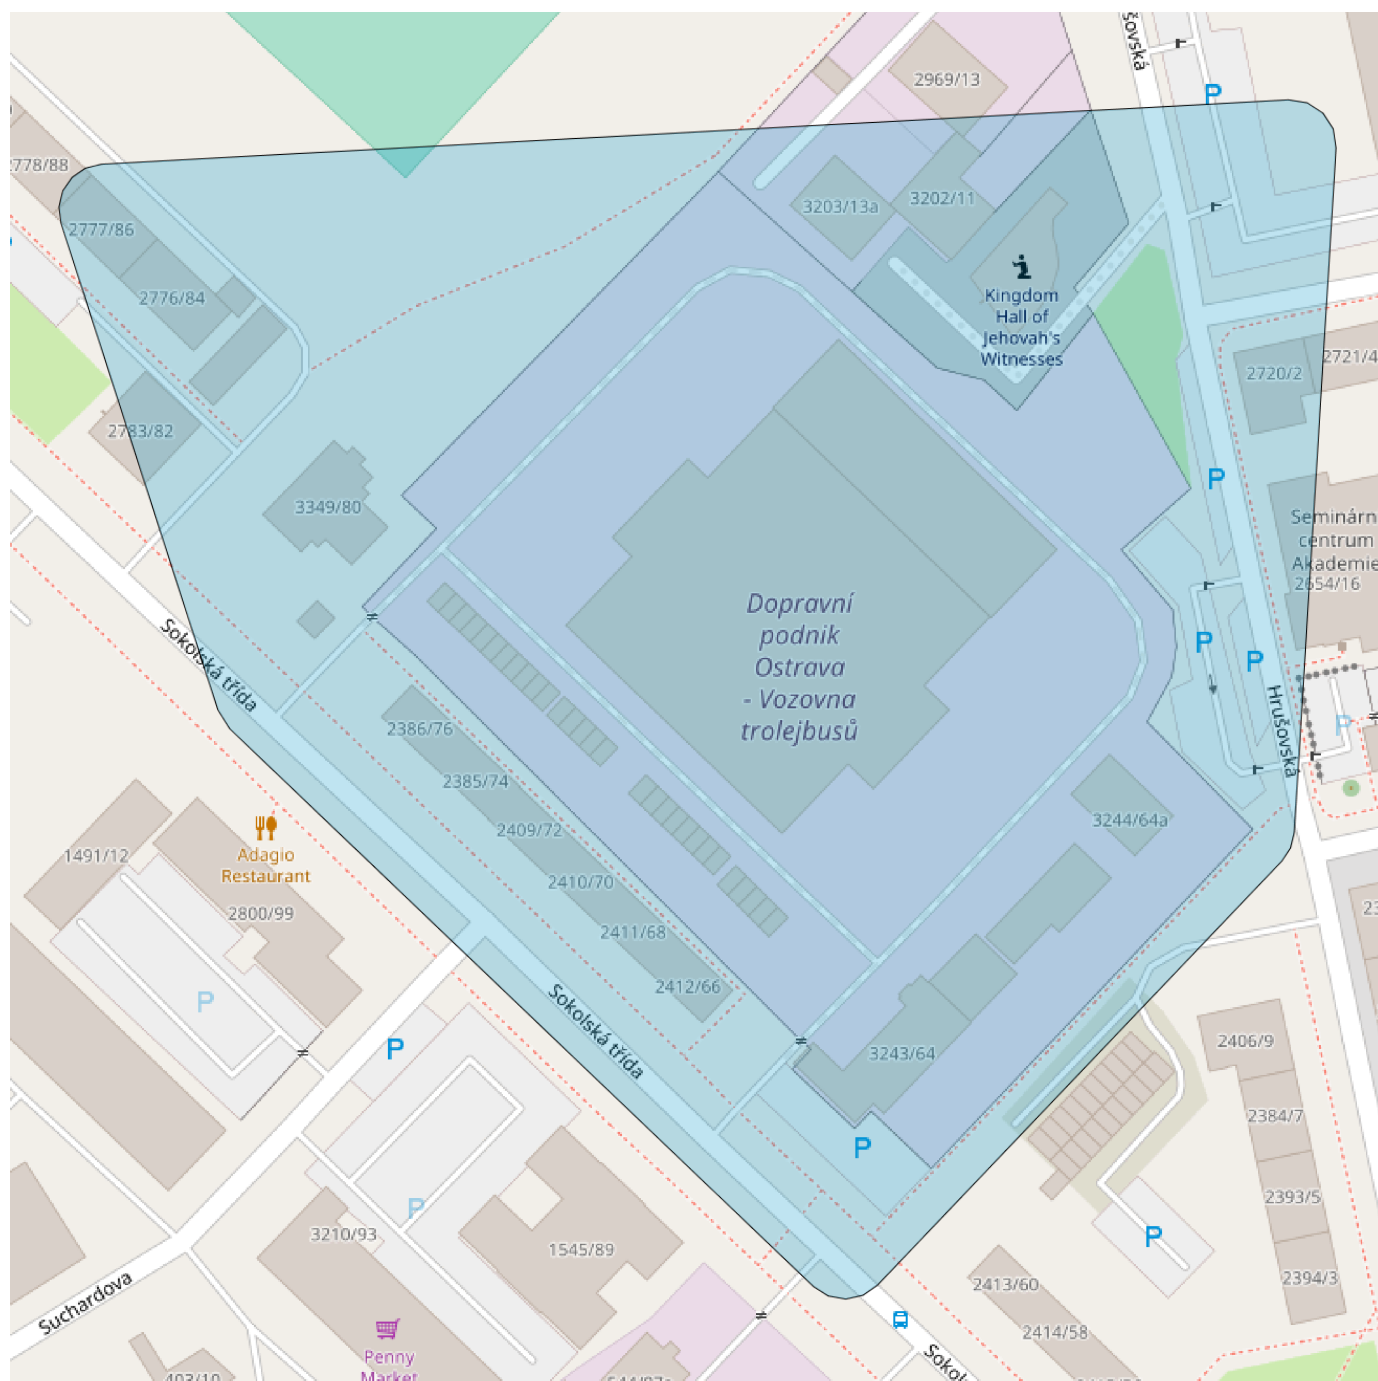 šovská
P
2969/13
2778/88
3203/13a
3202/11
2777/86
Kingdom
Hall of
Jehovah's
Witnesses
2776/84
2721/4
2720/2
2783/82
P
3349/80
Seminárn
centrum
Akademie
2654/16
Dopravní
podnik
Ostrava
- Vozovna
trolejbusů
Sokolská třída
P
P
Hrušovská
P
2386/76
2385/74
3244/64a
2409/72
Adagio
Restaurant
1491/12
2410/70
2800/99
2411/68
2412/66
P
Sokolská třída
P
3243/64
2406/9
2384/7
P
2393/5
P
3210/93
1545/89
P
2394/3
2413/60
Suchardova
2414/58
Penny
Market
Sokol